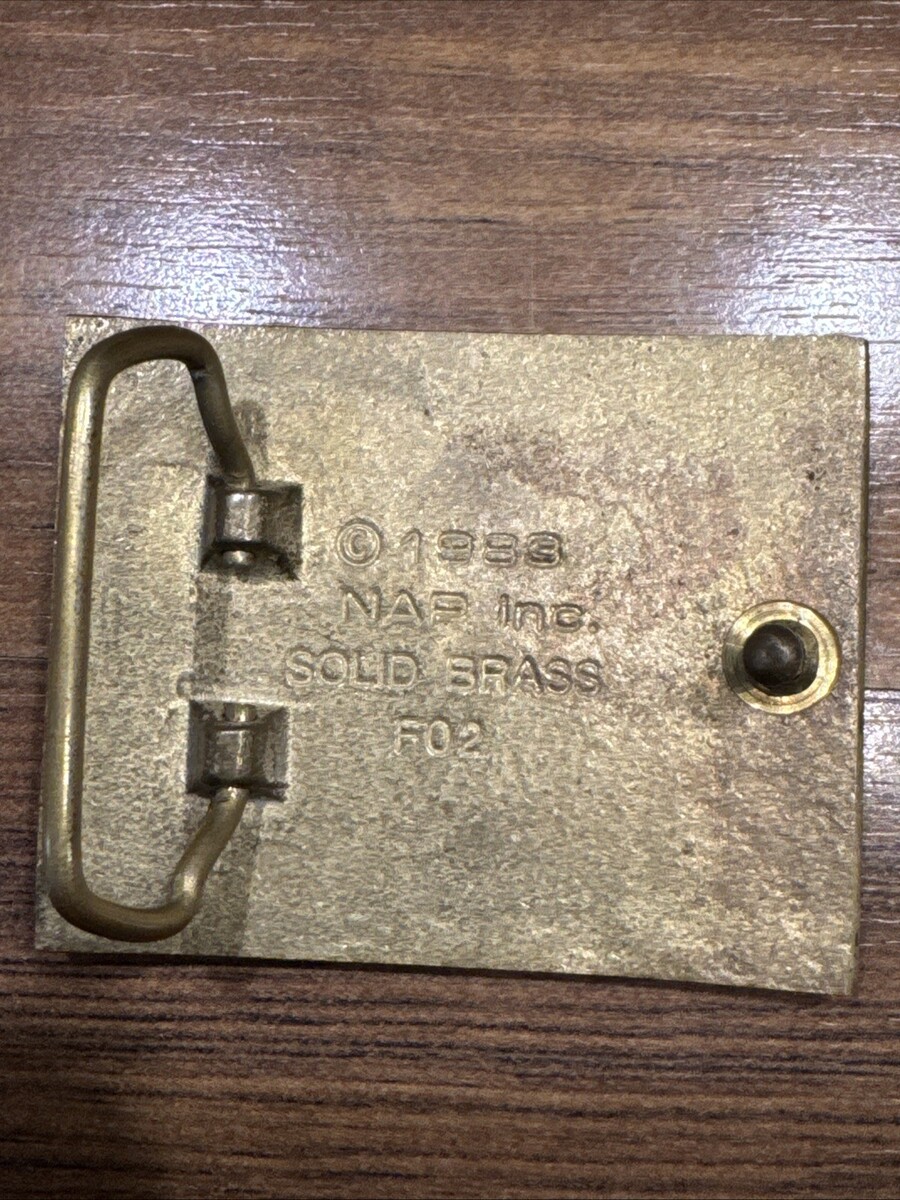 © 1983
NAP Inc.
SOLID BRASS
F02